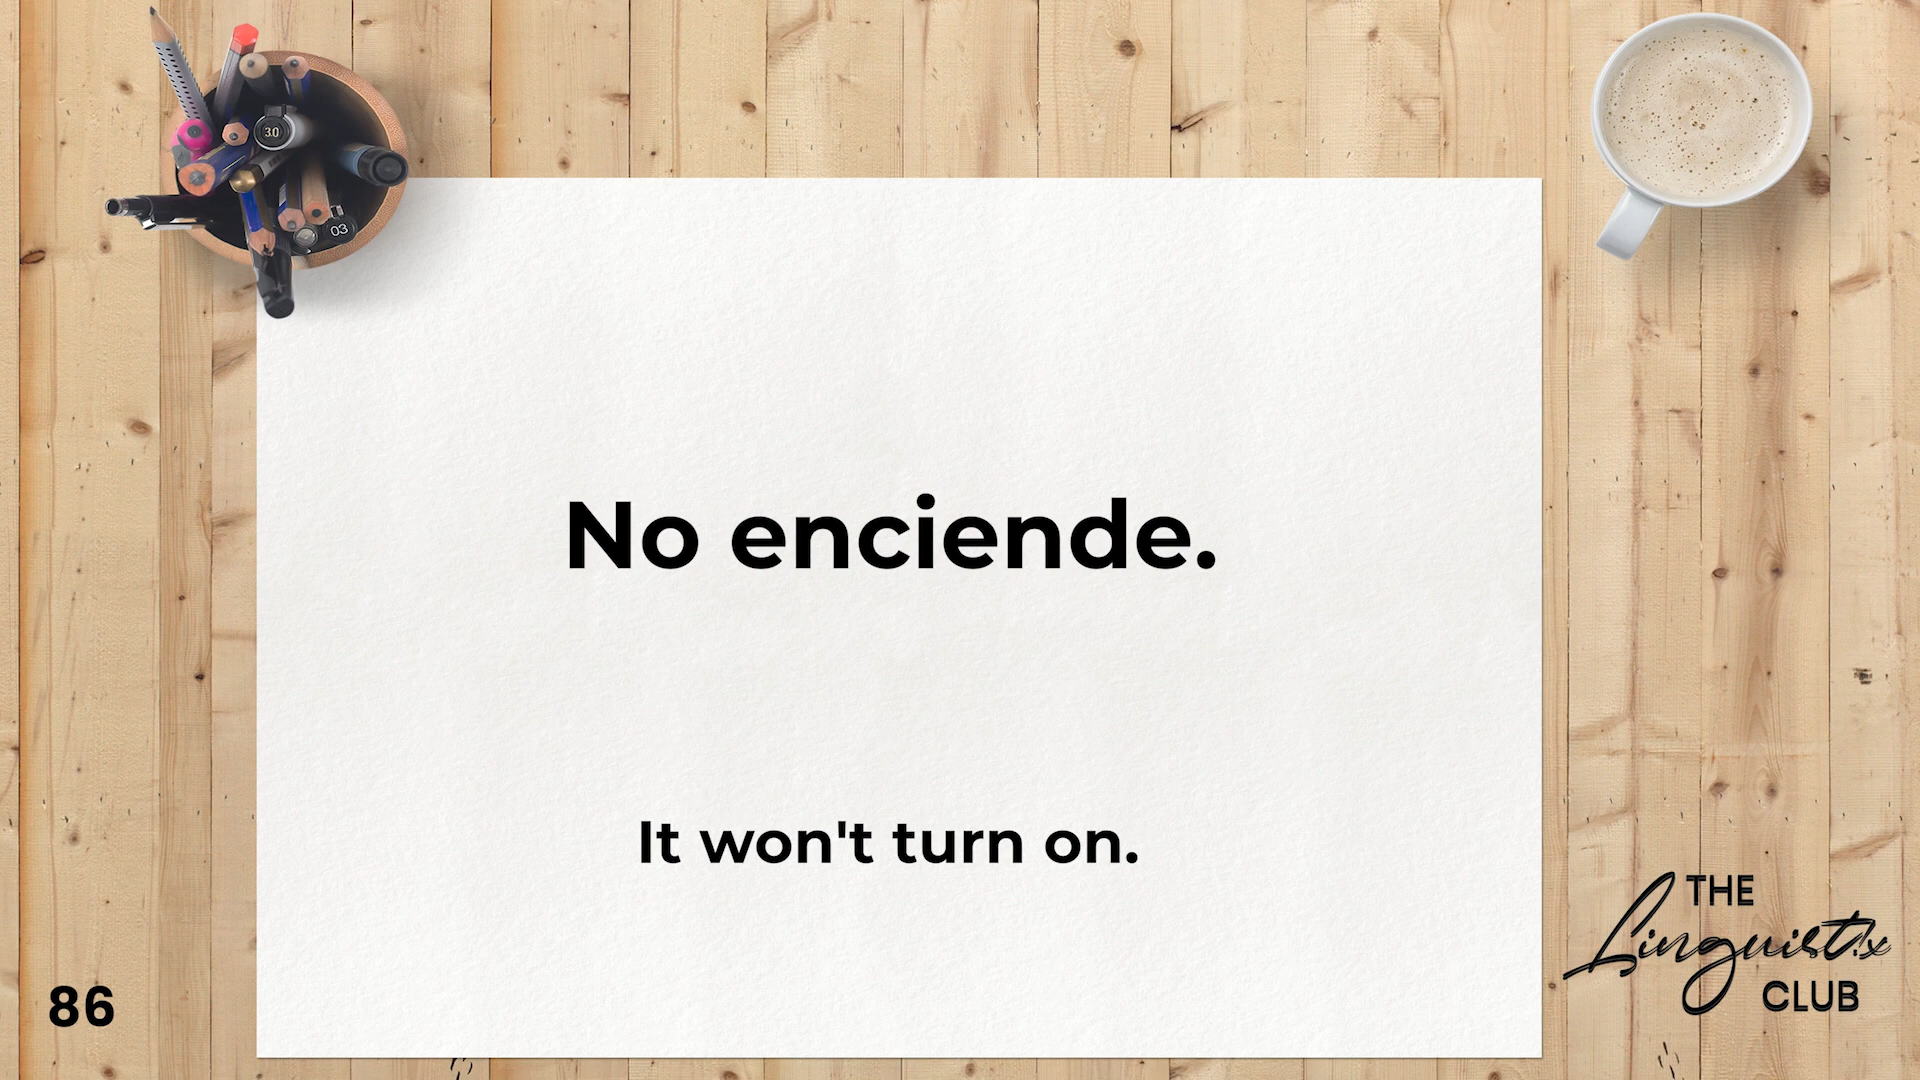 3.0
03
No enciende.
It won't turn on.
86
THE
Linguistix
CLUB